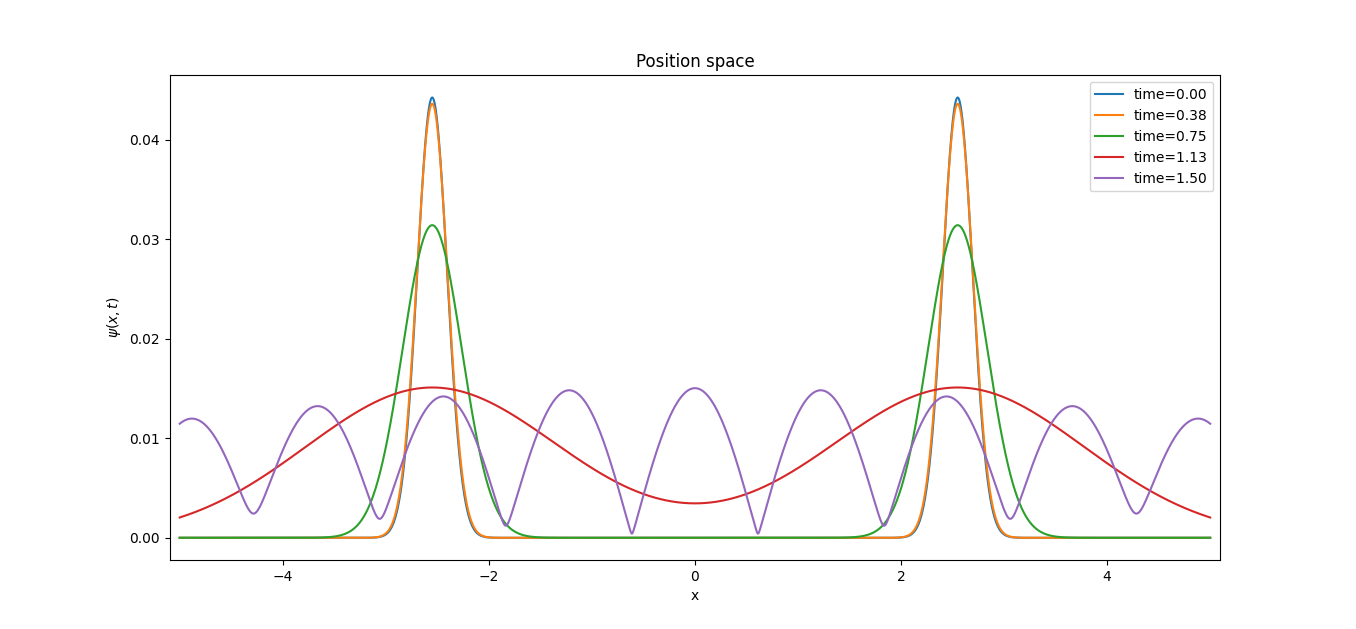 Position space
time=0.00
time=0.38
time=0.75
time=1.13
time=1.50
0.04
0.03
0.02
0.01
0.00
ψ(x, t)
−4
−2
0
2
4
x